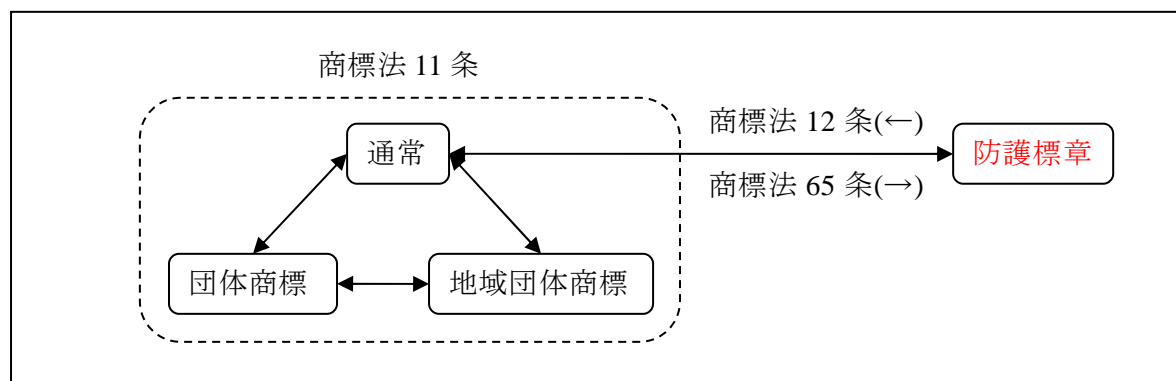 商標法 11 条
商標法 12 条(←)
通常
防護標章
商標法 65 条(→)
団体商標
地域団体商標